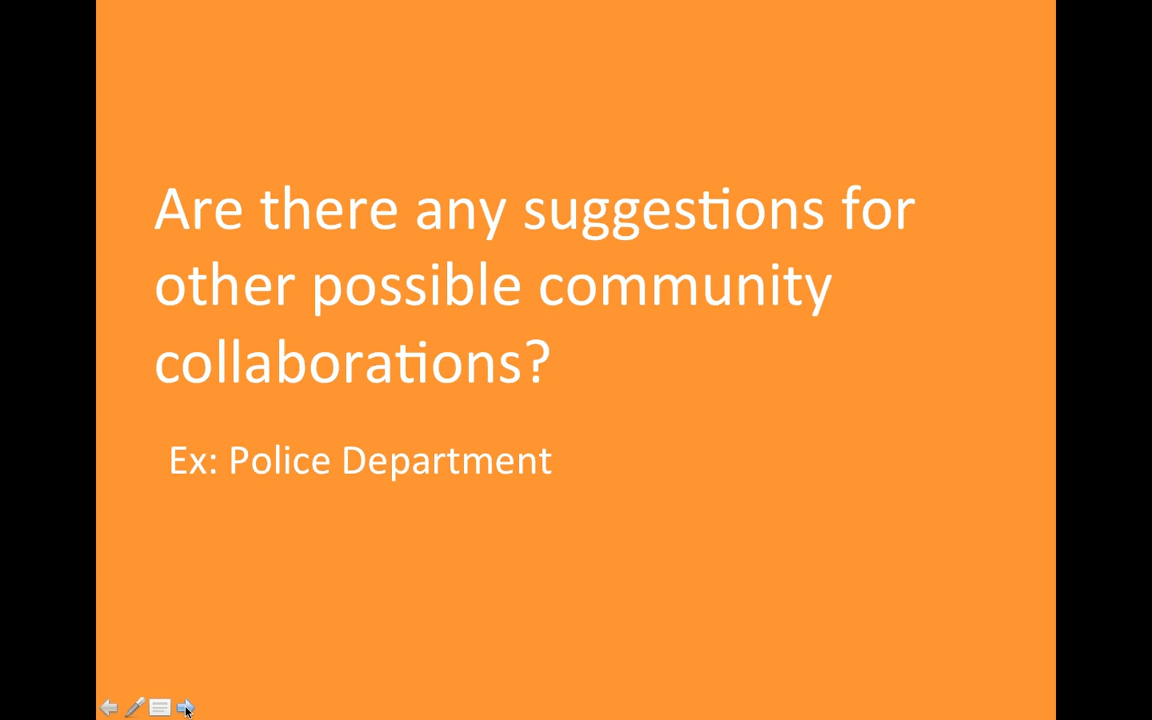 Are there any suggestions for
other possible community
collaborations?
Ex: Police Department